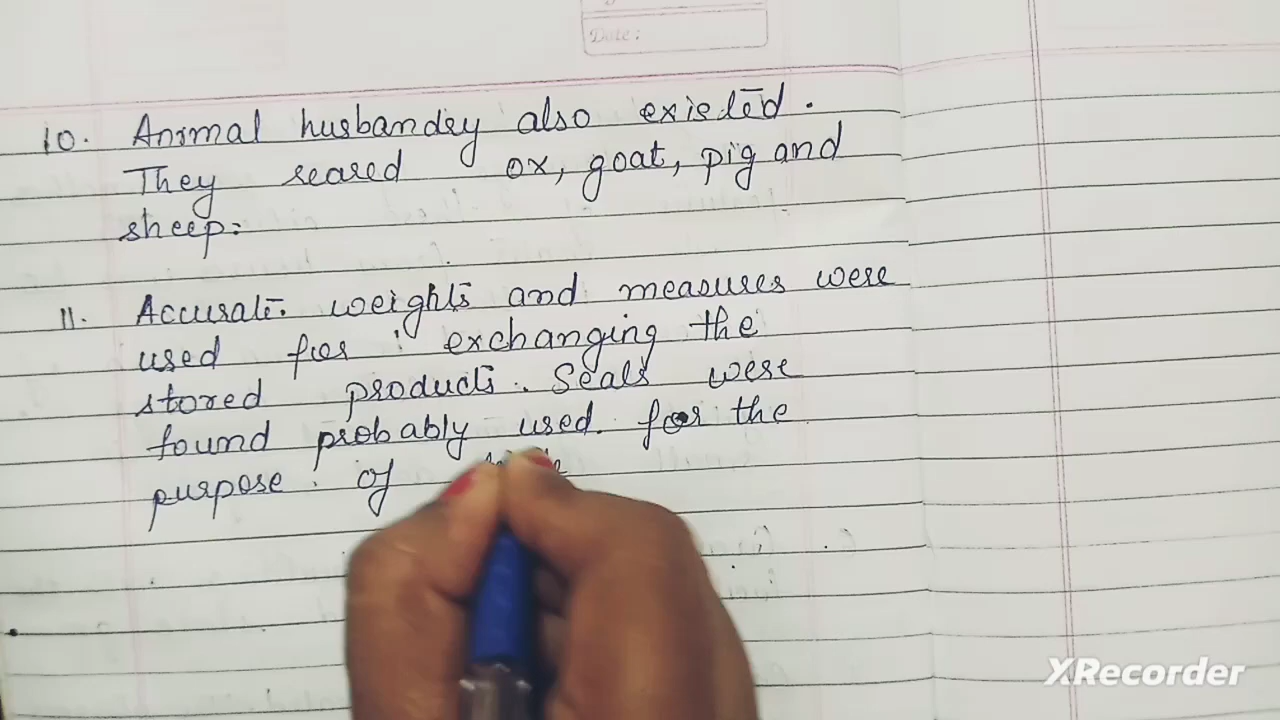 Date:
10. Animal husbandry also existed.
They reared ox, goat, pig and
sheep.
11. Accurate weights and measures were
used for exchanging the
stored products. Seals were
found probably used for the
purpose of
XRecorder